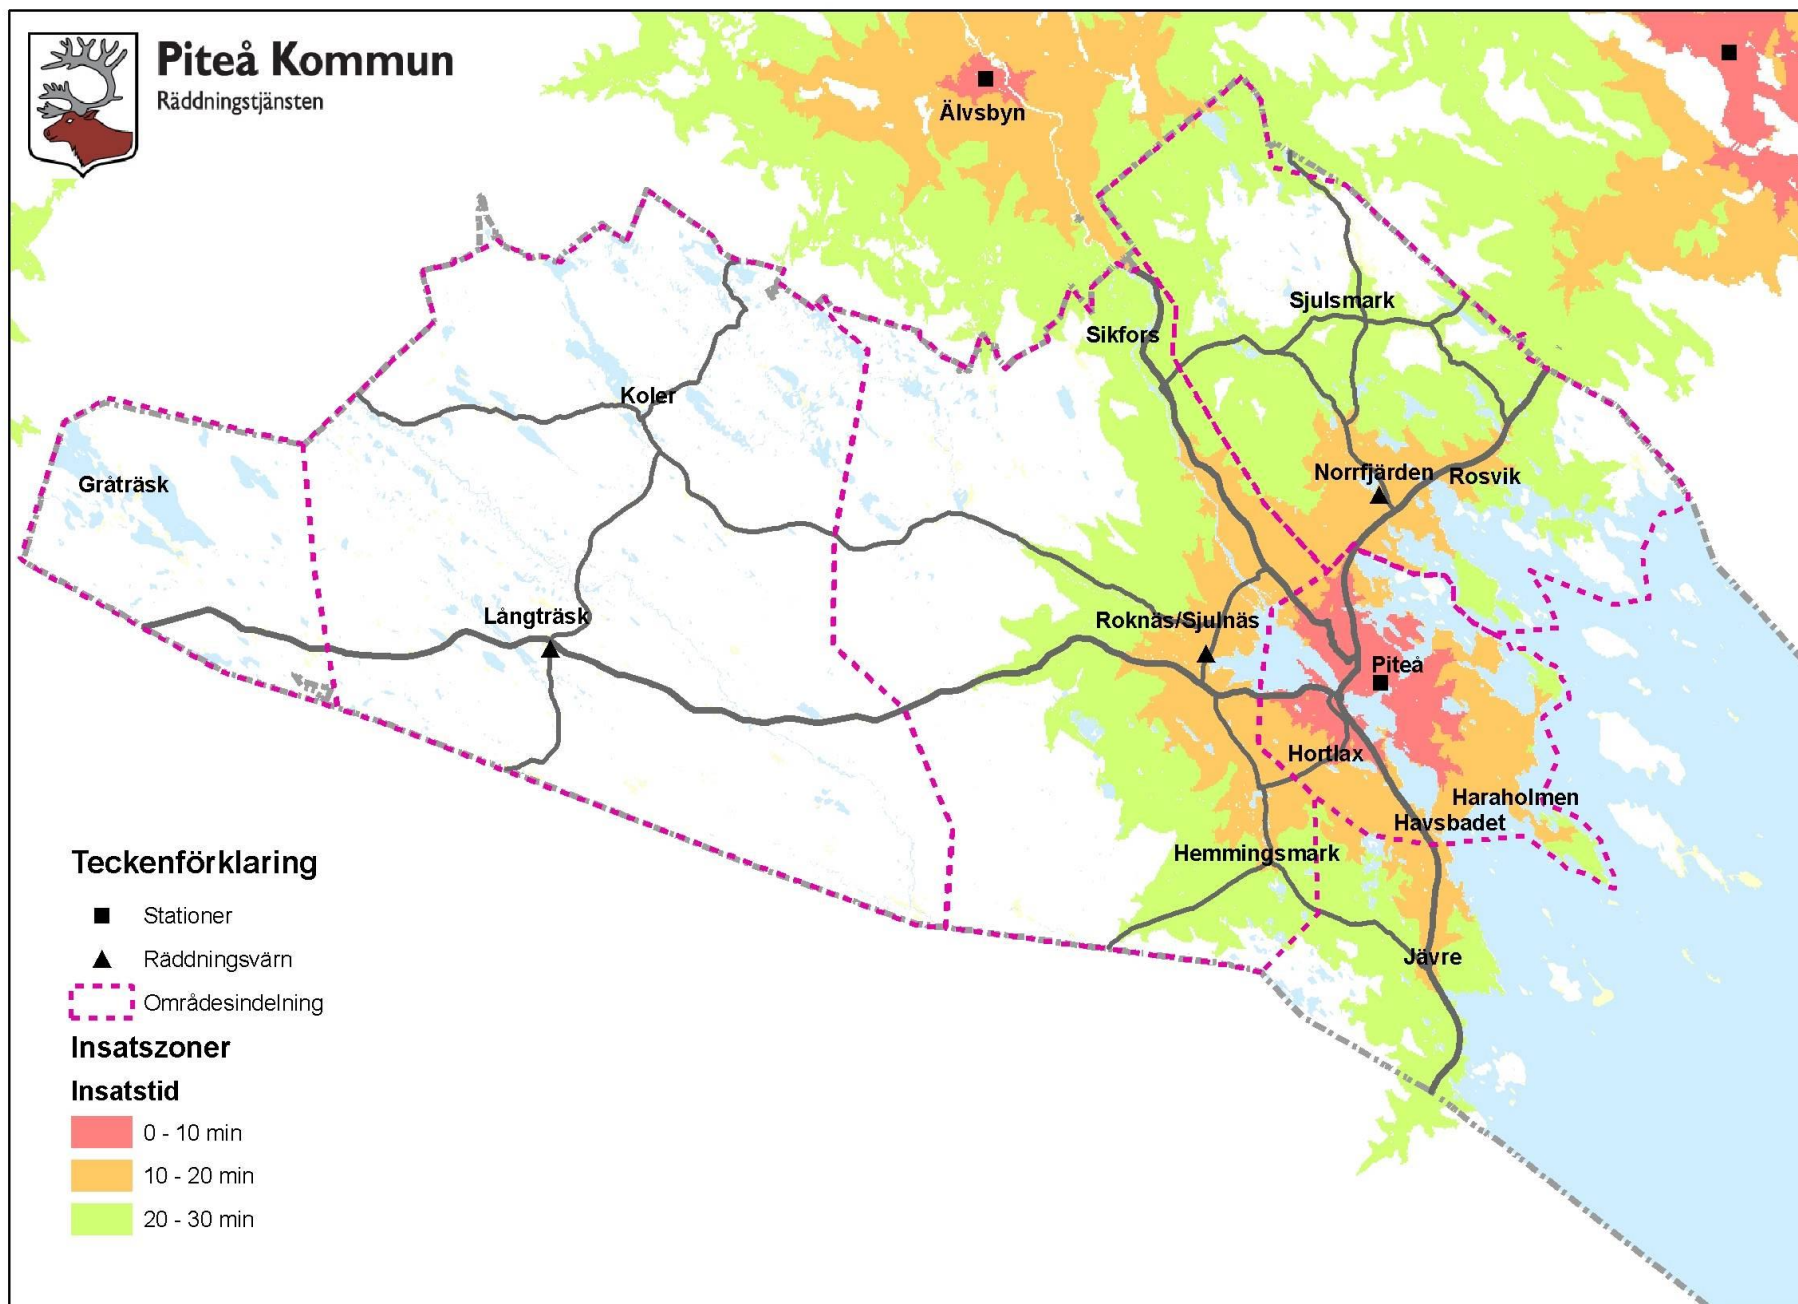 Piteå Kommun
Räddningstjänsten
Älvsbyn
Sjulsmark
Sikfors
Koler
Norrfjärden
Rosvik
Gråträsk
Långträsk
Roknäs/Sjulnäs
Piteå
Hortlax
Haraholmen
Havsbadet
Hemmingsmark
Jävre
Teckenförklaring
Stationer
Räddningsvärn
Områdesindelning
Insatszoner
Insatstid
0 - 10 min
10 - 20 min
20 - 30 min